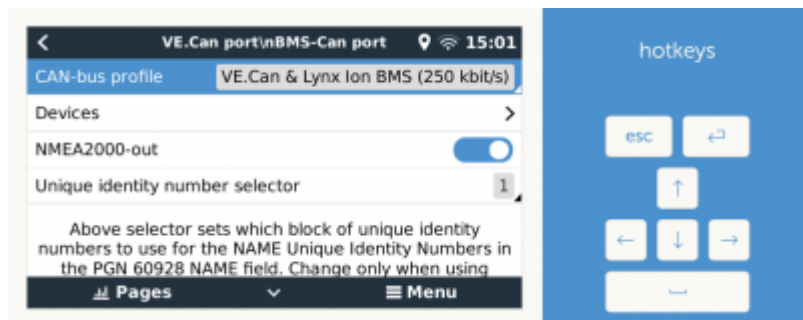 VE.Can port\nBMS-Can port 15:01
CAN-bus profile VE.Can & Lynx Ion BMS (250 kbit/s)
Devices
NMEA2000-out
Unique identity number selector 1
Above selector sets which block of unique identity
numbers to use for the NAME Unique Identity Numbers in
the PGN 60928 NAME field. Change only when using
Pages Menu
hotkeys
esc